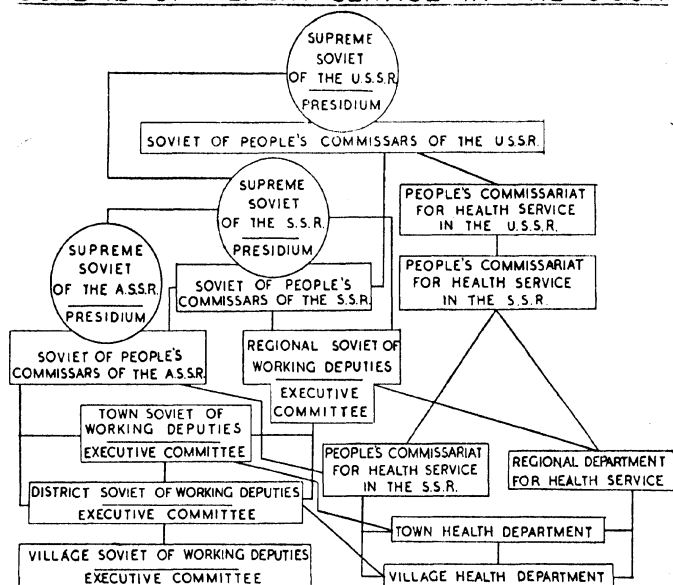 SUPREME
SOVIET
OF THE U.S.S.R.
PRESIDIUM
SOVIET OF PEOPLE'S COMMISSARS OF THE U.S.S.R.
SUPREME
SOVIET
OF THE S.S.R.
PRESIDIUM
PEOPLE'S COMMISSARIAT
FOR HEALTH SERVICE
IN THE U.S.S.R.
SUPREME
SOVIET
OF THE A.S.S.R.
PRESIDIUM
SOVIET OF PEOPLE'S
COMMISSARS OF THE S.S.R.
PEOPLE'S COMMISSARIAT
FOR HEALTH SERVICE
IN THE S.S.R.
SOVIET OF PEOPLE'S
COMMISSARS OF THE A.S.S.R.
REGIONAL SOVIET OF
WORKING DEPUTIES
EXECUTIVE
COMMITTEE
TOWN SOVIET OF
WORKING DEPUTIES
EXECUTIVE COMMITTEE
PEOPLE'S COMMISSARIAT
FOR HEALTH SERVICE
IN THE S.S.R.
REGIONAL DEPARTMENT
FOR HEALTH SERVICE
DISTRICT SOVIET OF WORKING DEPUTIES
EXECUTIVE COMMITTEE
TOWN HEALTH DEPARTMENT
VILLAGE SOVIET OF WORKING DEPUTIES
EXECUTIVE COMMITTEE
VILLAGE HEALTH DEPARTMENT